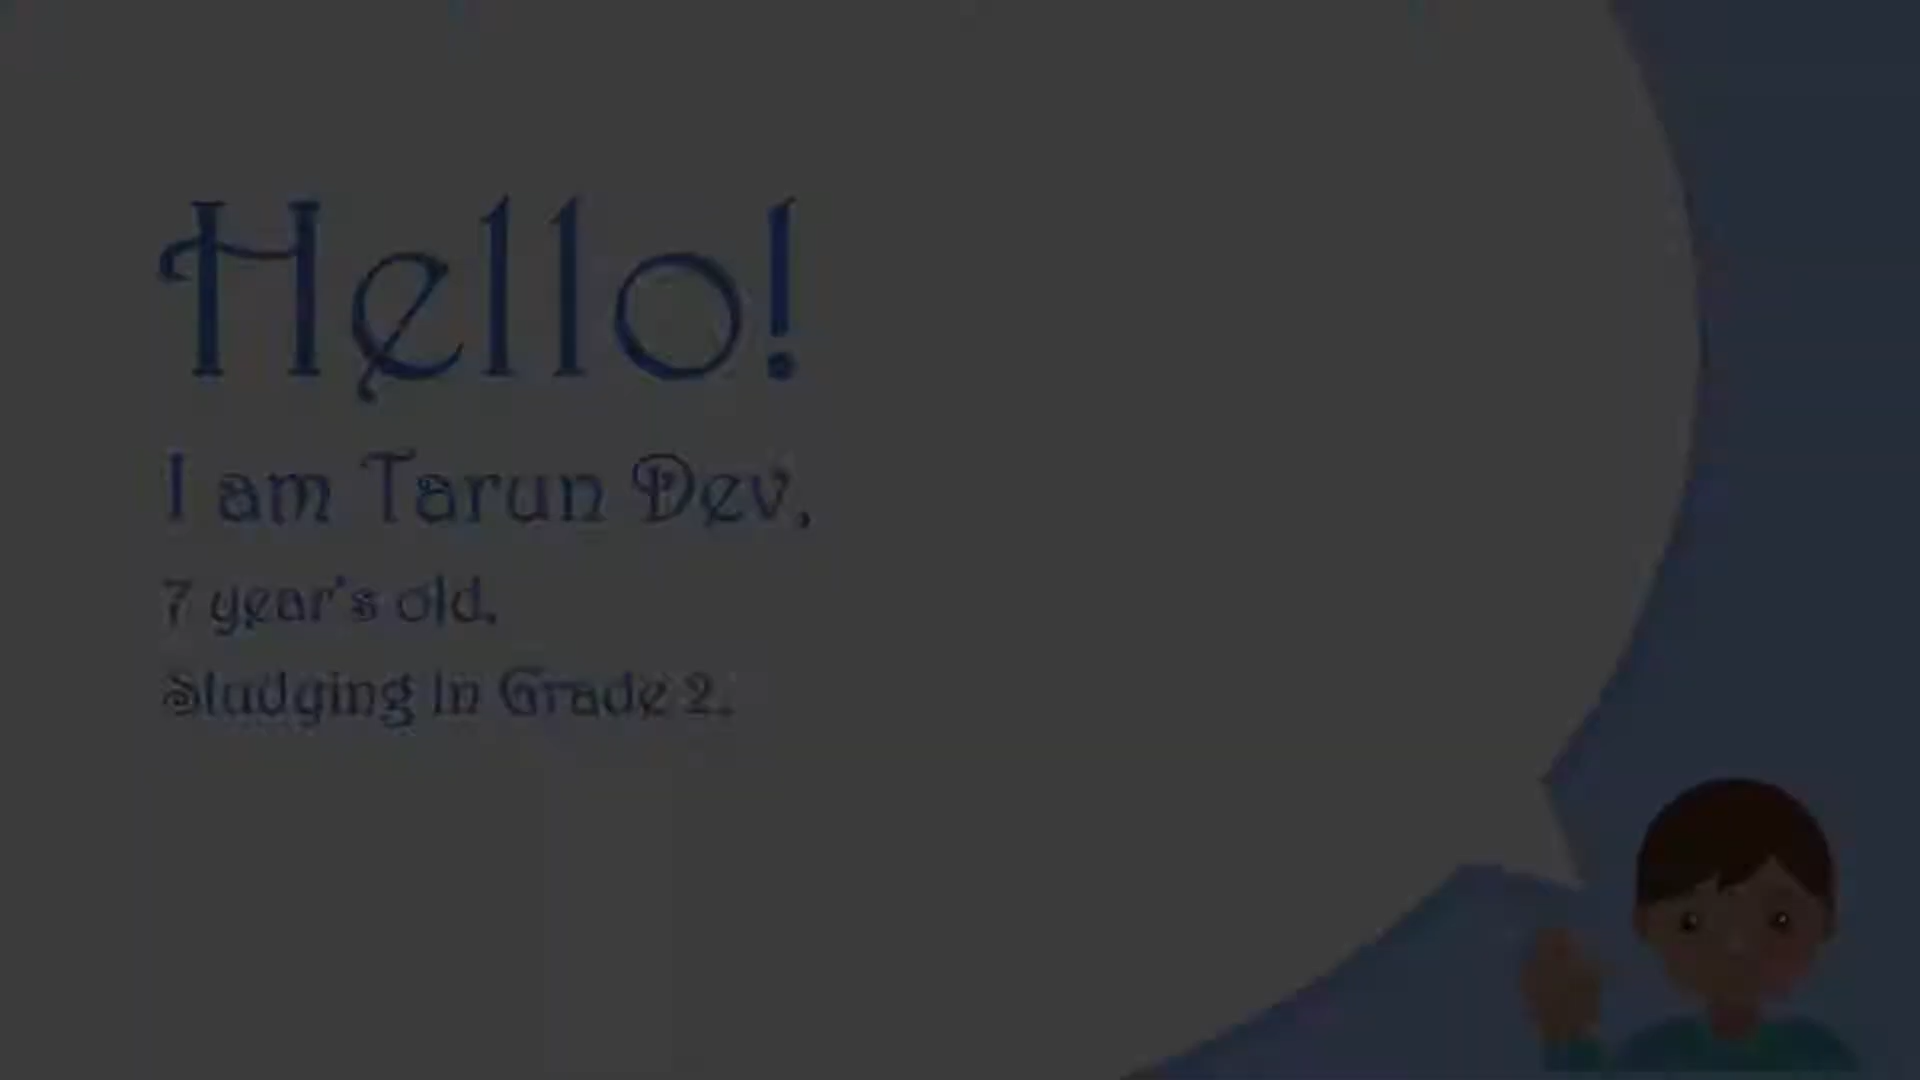 Hello!
I am Tarun Dev,
7 year's old,
Studying in Grade 2.